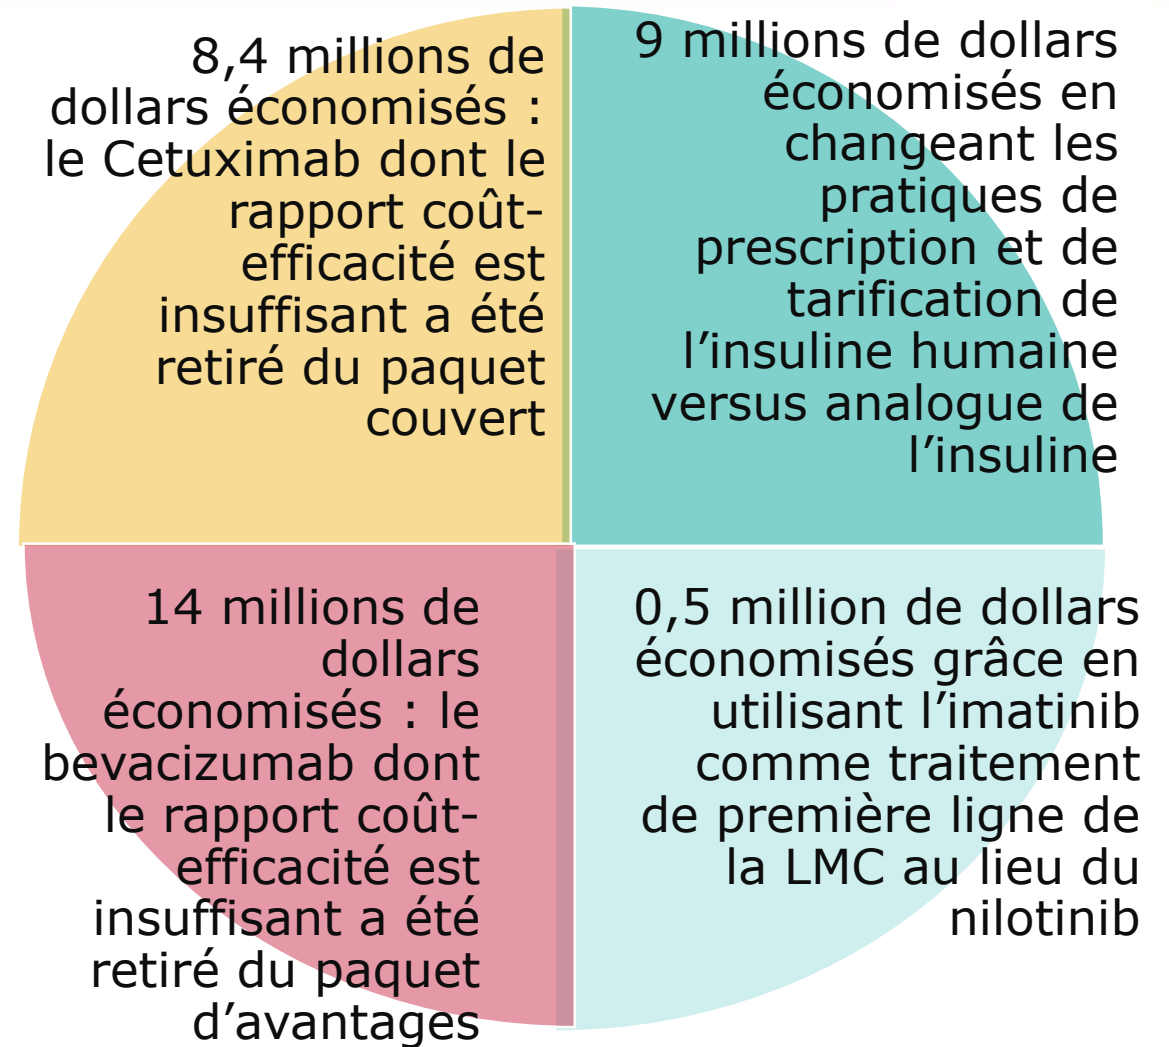 8,4 millions de
dollars économisés :
le Cetuximab dont le
rapport coût-
efficacité est
insuffisant a été
retiré du paquet
couvert
9 millions de dollars
économisés en
changeant les
pratiques de
prescription et de
tarification de
l’insuline humaine
versus analogue de
l’insuline
14 millions de
dollars
économisés : le
bevacizumab dont
le rapport coût-
efficacité est
insuffisant a été
retiré du paquet
d’avantages
0,5 million de dollars
économisés grâce en
utilisant l’imatinib
comme traitement
de première ligne de
la LMC au lieu du
nilotinib